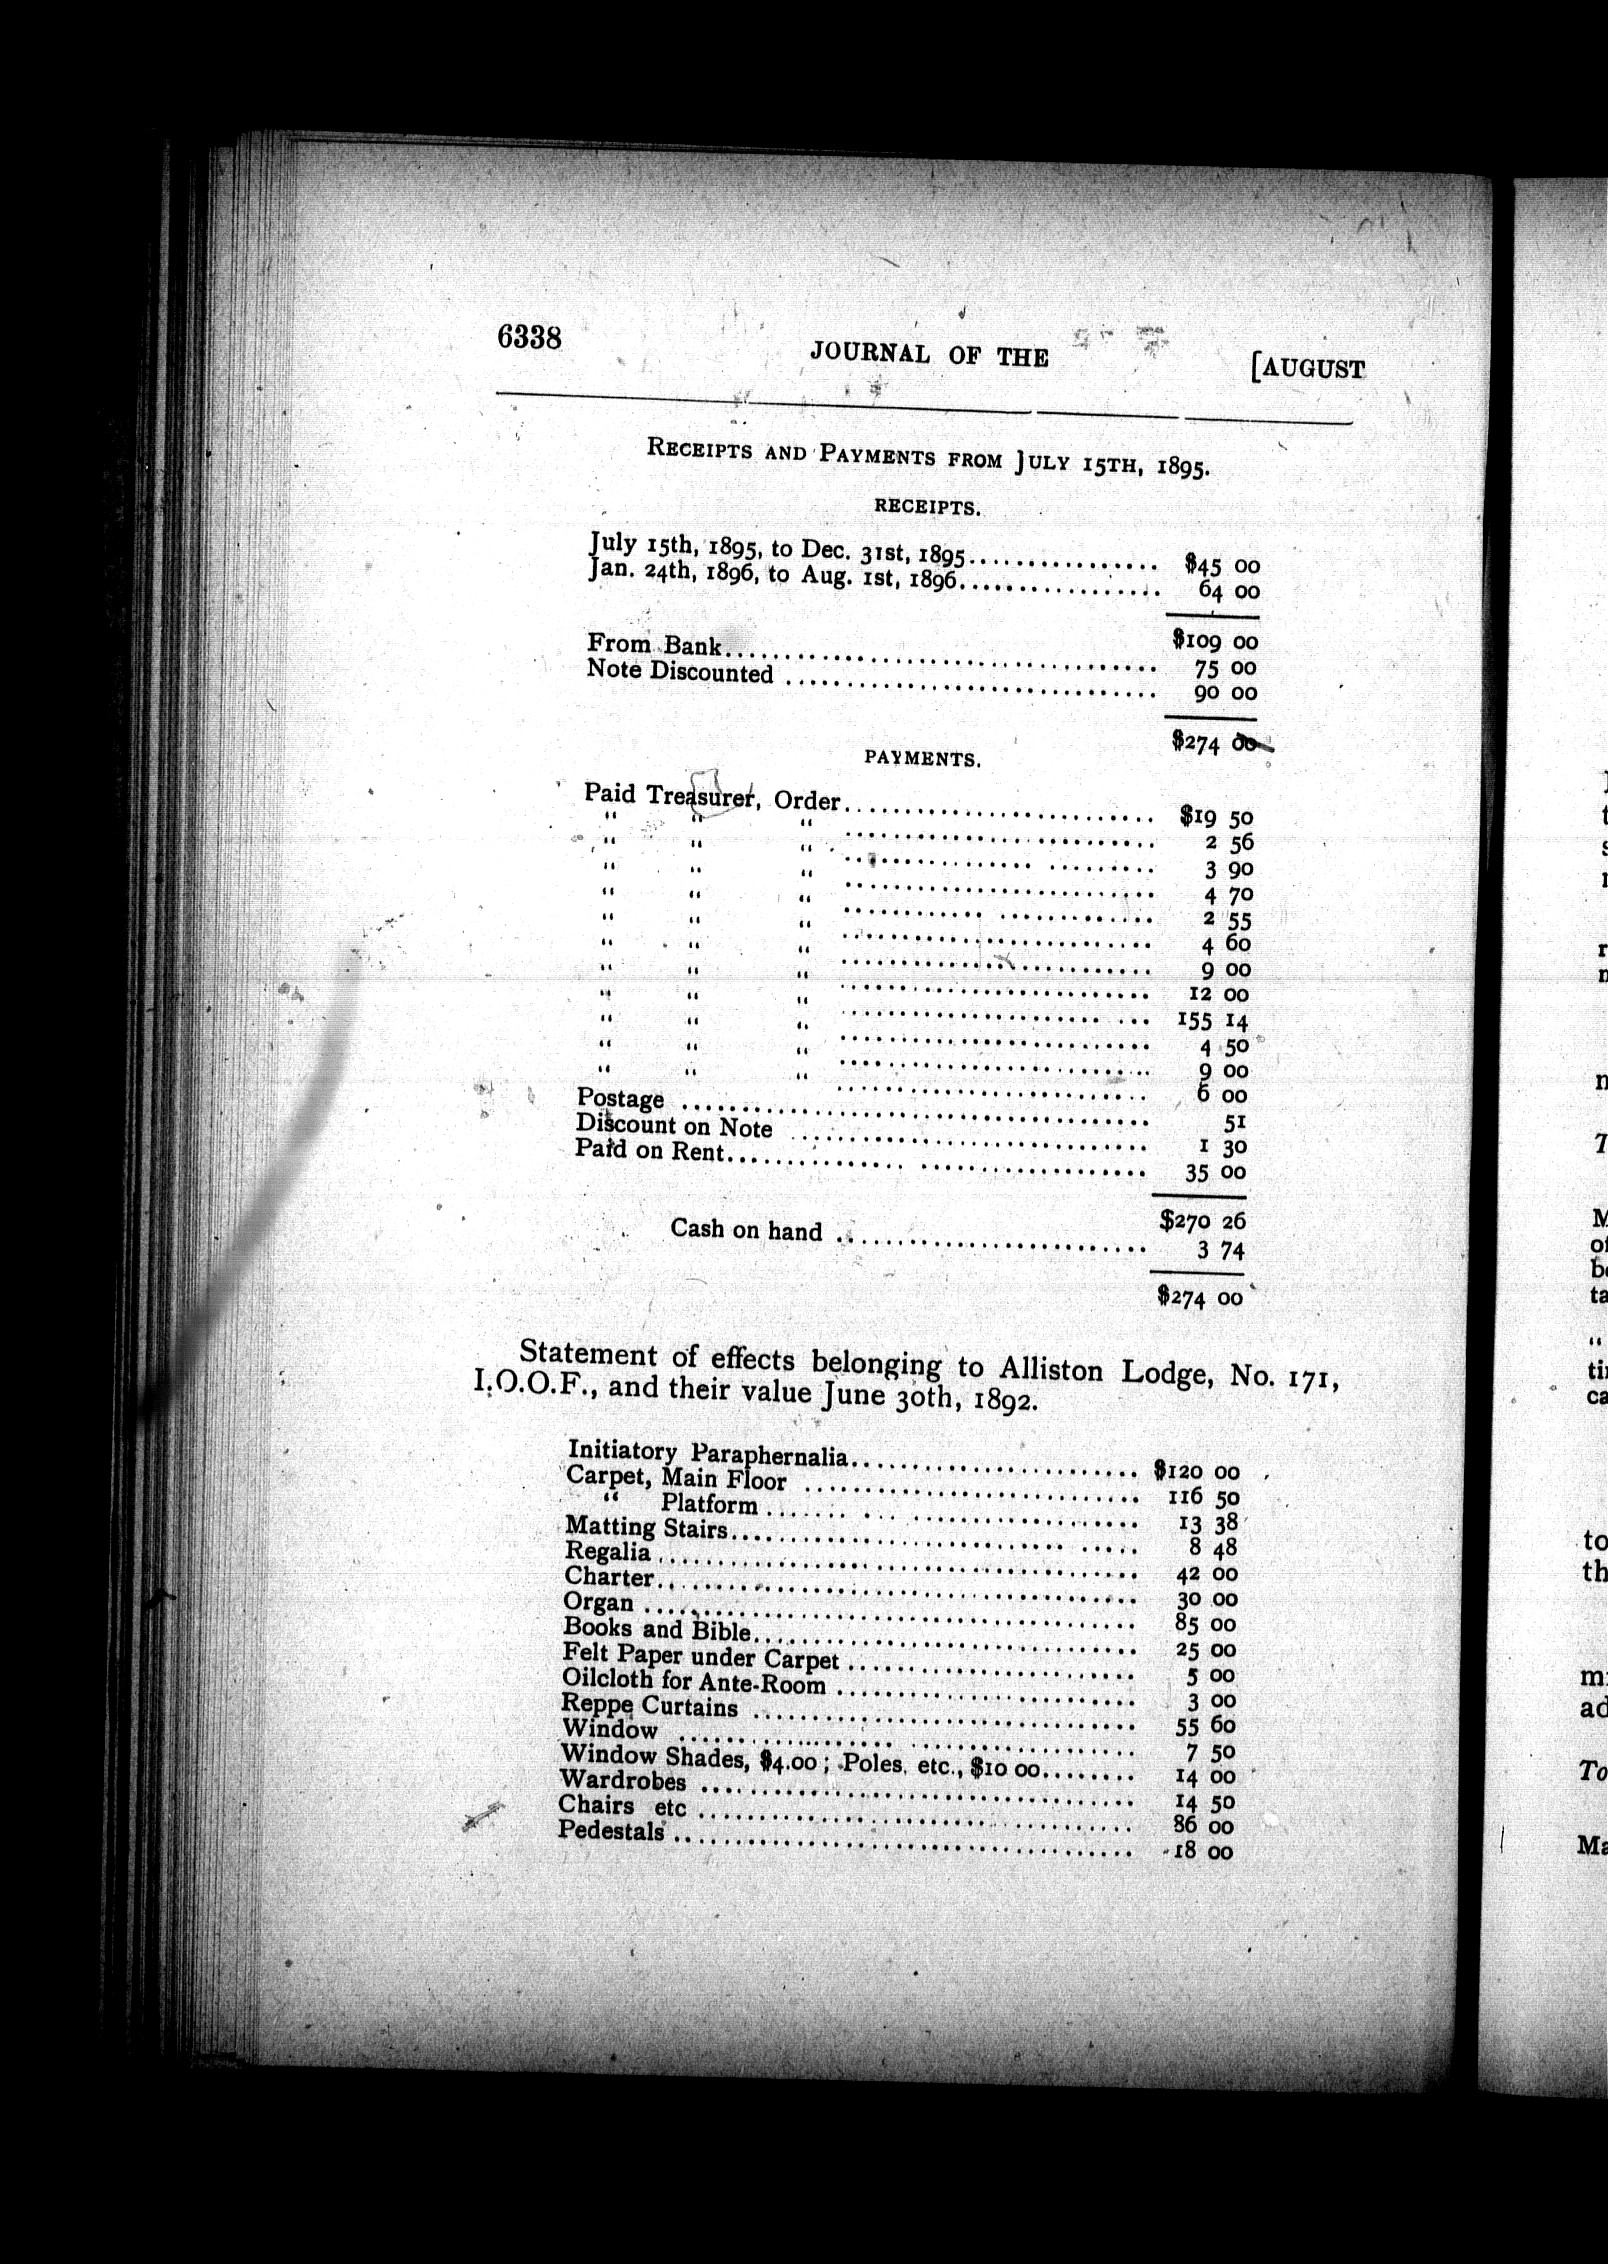 6338 JOURNAL OF THE [AUGUST
RECEIPTS AND PAYMENTS FROM JULY 15TH, 1895.
RECEIPTS.
July 15th, 1895, to Dec. 31st, 1895................ $45 00
Jan. 24th, 1896, to Aug. 1st, 1896................. 64 00
$109 00
From Bank.................................... 75 00
Note Discounted ............................... 90 00
$274 00
PAYMENTS.
Paid Treasurer, Order.......................... $19 50
" " " .......................... 2 56
" " " .......................... 3 90
" " " .......................... 4 70
" " " .......................... 2 55
" " " .......................... 4 60
" " " .......................... 9 00
" " " .......................... 12 00
" " " .......................... 155 14
" " " .......................... 4 50
" " " .......................... 9 00
" " " .......................... 6 00
Postage ....................................... 51
Discount on Note .............................. 1 30
Paid on Rent................................... 35 00
$270 26
Cash on hand .......................... 3 74
$274 00
Statement of effects belonging to Alliston Lodge, No. 171,
I.O.O.F., and their value June 30th, 1892.
Initiatory Paraphernalia........................ $120 00
Carpet, Main Floor ............................ 116 50
" Platform ............................... 13 38
Matting Stairs.................................. 8 48
Regalia ........................................ 42 00
Charter........................................ 30 00
Organ ......................................... 85 00
Books and Bible................................ 25 00
Felt Paper under Carpet ........................ 5 00
Oilcloth for Ante-Room ......................... 3 00
Reppe Curtains ................................ 55 60
Window ....................................... 7 50
Window Shades, $4.00; Poles, etc., $10 00........ 14 00
Wardrobes .................................... 14 50
Chairs etc .................................... 86 00
Pedestals ...................................... 18 00